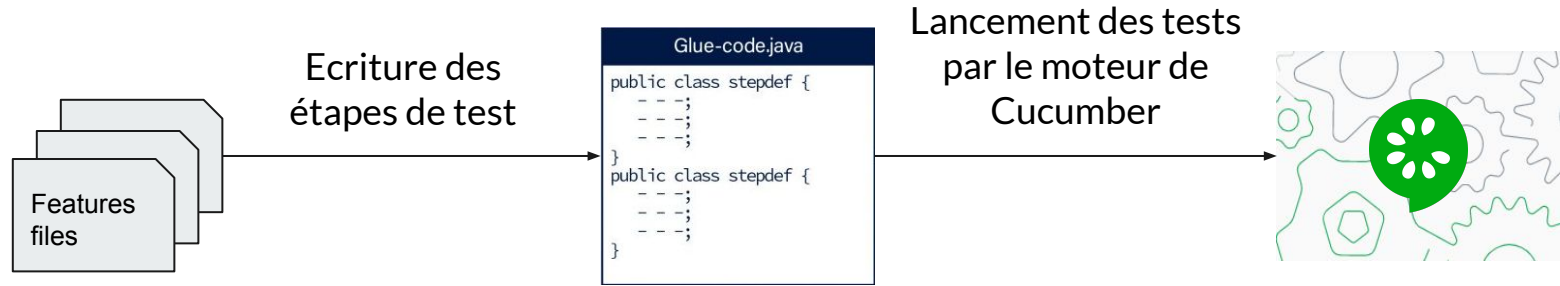 Features
files
Ecriture des
étapes de test
Glue-code.java
public class stepdef {
- - -;
- - -;
- - -;
}
public class stepdef {
- - -;
- - -;
- - -;
}
Lancement des tests
par le moteur de
Cucumber